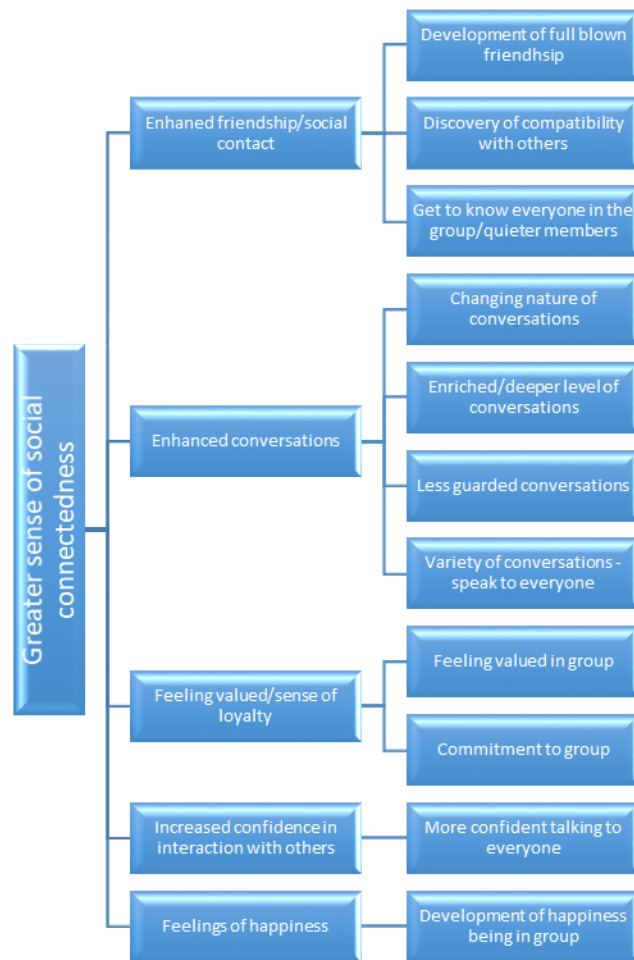 Greater sense of social
connectedness
Enhaned friendship/social
contact
Development of full blown
friendhsip
Discovery of compatibility
with others
Get to know everyone in the
group/quieter members
Enhanced conversations
Changing nature of
conversations
Enriched/deeper level of
conversations
Less guarded conversations
Variety of conversations -
speak to everyone
Feeling valued/sense of
loyalty
Feeling valued in group
Commitment to group
Increased confidence in
interaction with others
More confident talking to
everyone
Feelings of happiness
Development of happiness
being in group